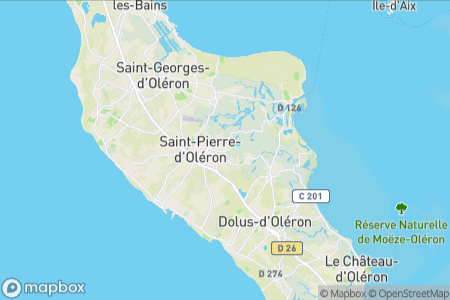 les-Bains
Ile-d'Aix
Saint-Georges-
d'Oléron
D 126
Saint-Pierre-
d'Oléron
C 201
Dolus-d'Oléron
Réserve Naturelle
de Moëze-Oléron
D 26
Le Château-
d'Oléron
D 274
mapbox
© Mapbox © OpenStreetMap